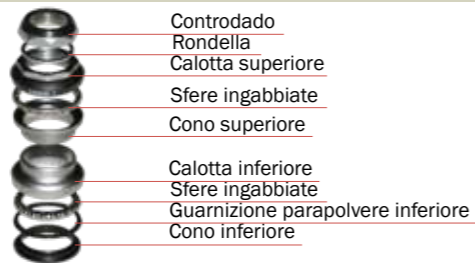 Controdado
Rondella
Calotta superiore
Sfere ingabbiate
Cono superiore
Calotta inferiore
Sfere ingabbiate
Guarnizione parapolvere inferiore
Cono inferiore